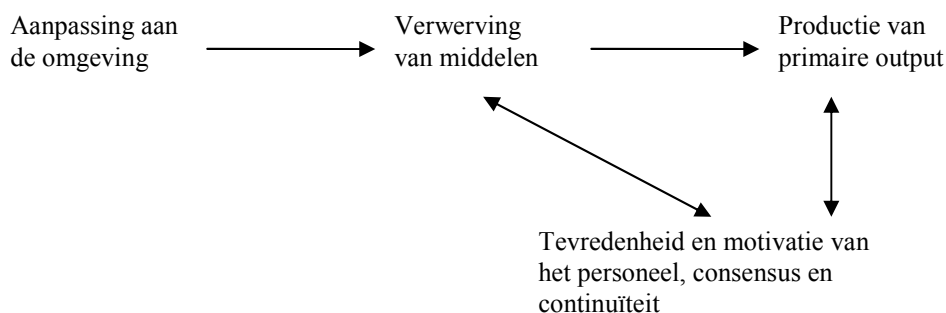 Aanpassing aan
de omgeving
Verwerving
van middelen
Productie van
primaire output
Tevredenheid en motivatie van
het personeel, consensus en
continuïteit